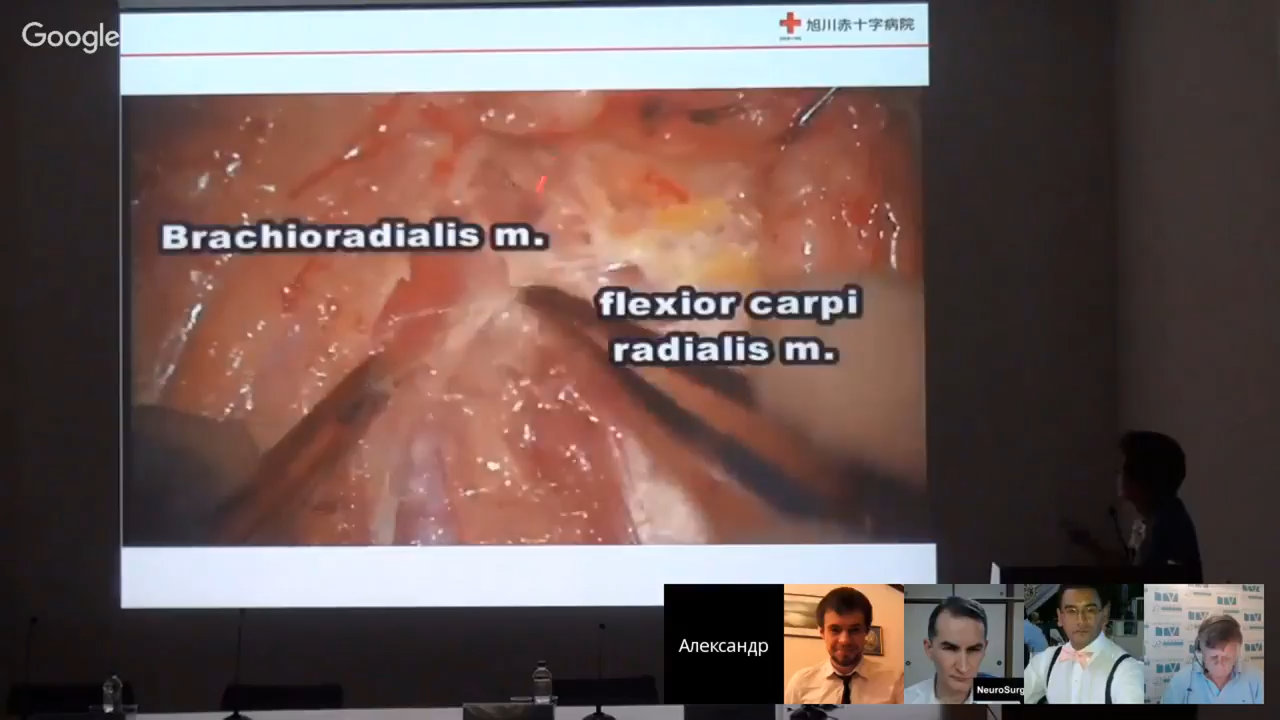 Google
旭川赤十字病院
Brachioradialis m.
flexior carpi
radialis m.
Александр
NeuroSurg